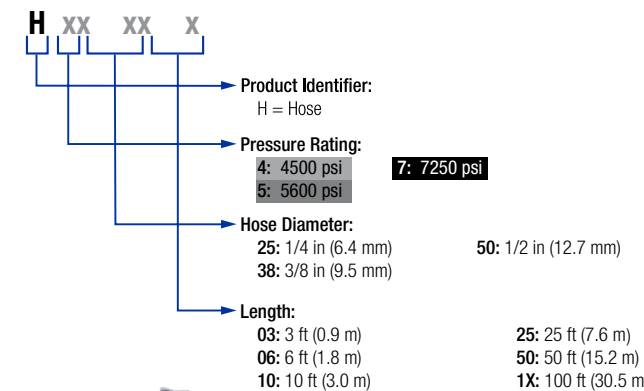 H XX XX X
Product Identifier:
H = Hose
Pressure Rating:
4: 4500 psi 7: 7250 psi
5: 5600 psi
Hose Diameter:
25: 1/4 in (6.4 mm) 50: 1/2 in (12.7 mm)
38: 3/8 in (9.5 mm)
Length:
03: 3 ft (0.9 m) 25: 25 ft (7.6 m)
06: 6 ft (1.8 m) 50: 50 ft (15.2 m)
10: 10 ft (3.0 m) 1X: 100 ft (30.5 m